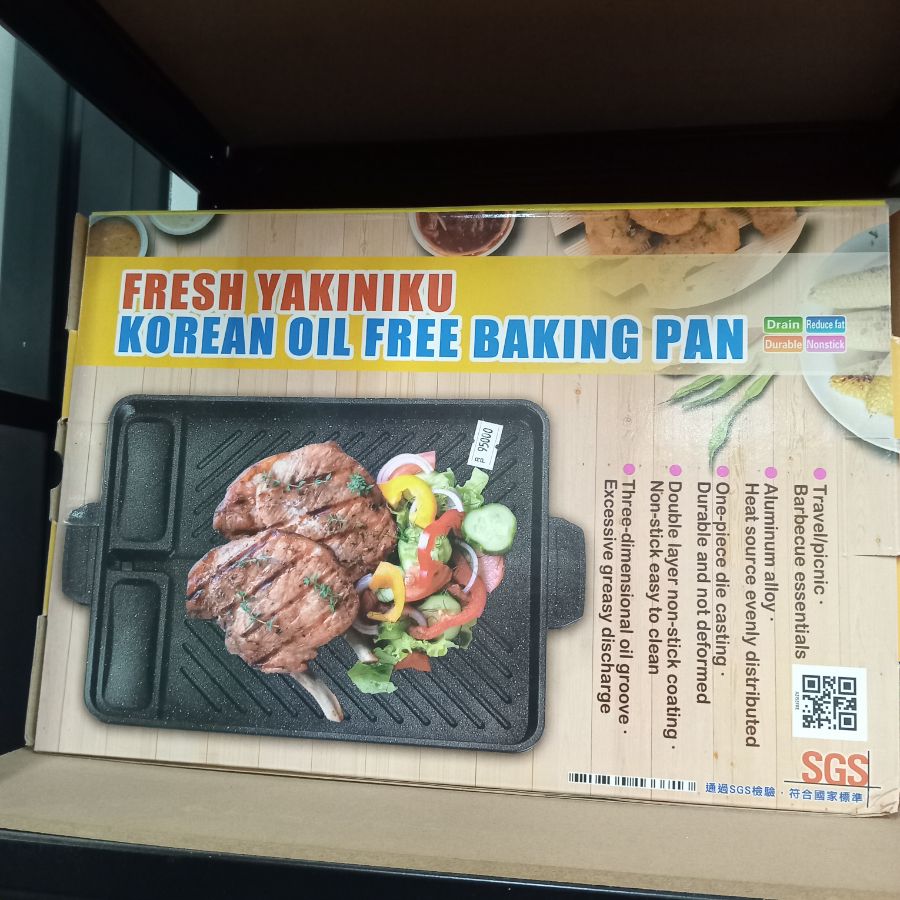 FRESH YAKINIKU
KOREAN OIL FREE BAKING PAN
Drain
Reduce fat
Durable
Nonstick
Travel/picnic ·
Barbecue essentials
Aluminum alloy ·
Heat source evenly distributed
One-piece die casting ·
Durable and not deformed
Double layer non-stick coating ·
Non-stick easy to clean
Three-dimensional oil groove ·
Excessive greasy discharge
SGS
通過SGS檢驗 · 符合國家標準